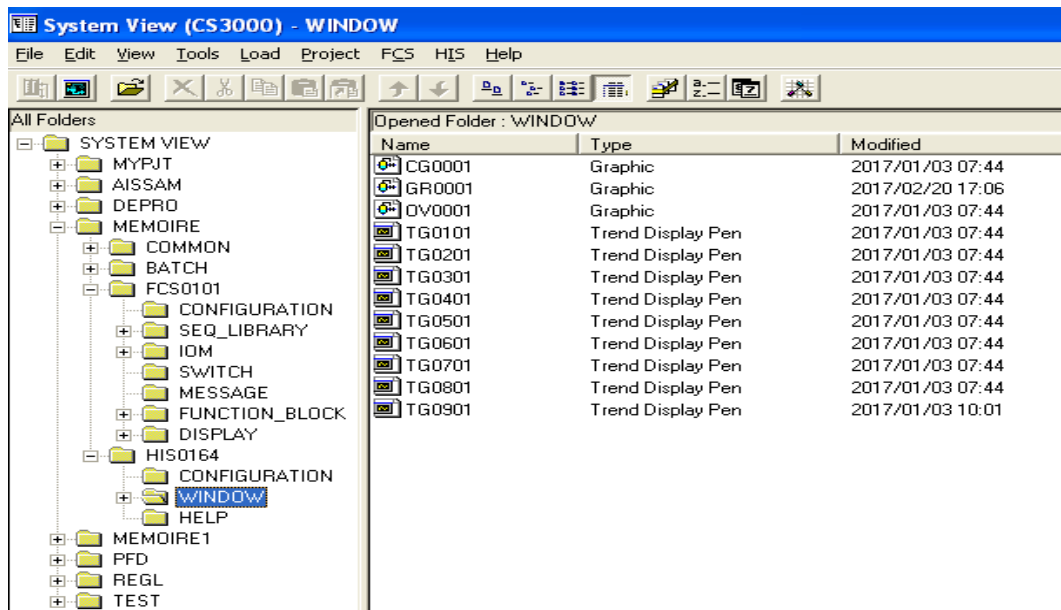 System View (CS3000) - WINDOW
File Edit View Tools Load Project FCS HIS Help
All Folders
SYSTEM VIEW
MYPJT
AISSAM
DEPRO
MEMOIRE
COMMON
BATCH
FCS0101
CONFIGURATION
SEQ_LIBRARY
IOM
SWITCH
MESSAGE
FUNCTION_BLOCK
DISPLAY
HIS0164
CONFIGURATION
WINDOW
HELP
MEMOIRE1
PFD
REGL
TEST
Opened Folder : WINDOW
Name Type Modified
CG0001 Graphic 2017/01/03 07:44
GR0001 Graphic 2017/02/20 17:06
OV0001 Graphic 2017/01/03 07:44
TG0101 Trend Display Pen 2017/01/03 07:44
TG0201 Trend Display Pen 2017/01/03 07:44
TG0301 Trend Display Pen 2017/01/03 07:44
TG0401 Trend Display Pen 2017/01/03 07:44
TG0501 Trend Display Pen 2017/01/03 07:44
TG0601 Trend Display Pen 2017/01/03 07:44
TG0701 Trend Display Pen 2017/01/03 07:44
TG0801 Trend Display Pen 2017/01/03 07:44
TG0901 Trend Display Pen 2017/01/03 10:01